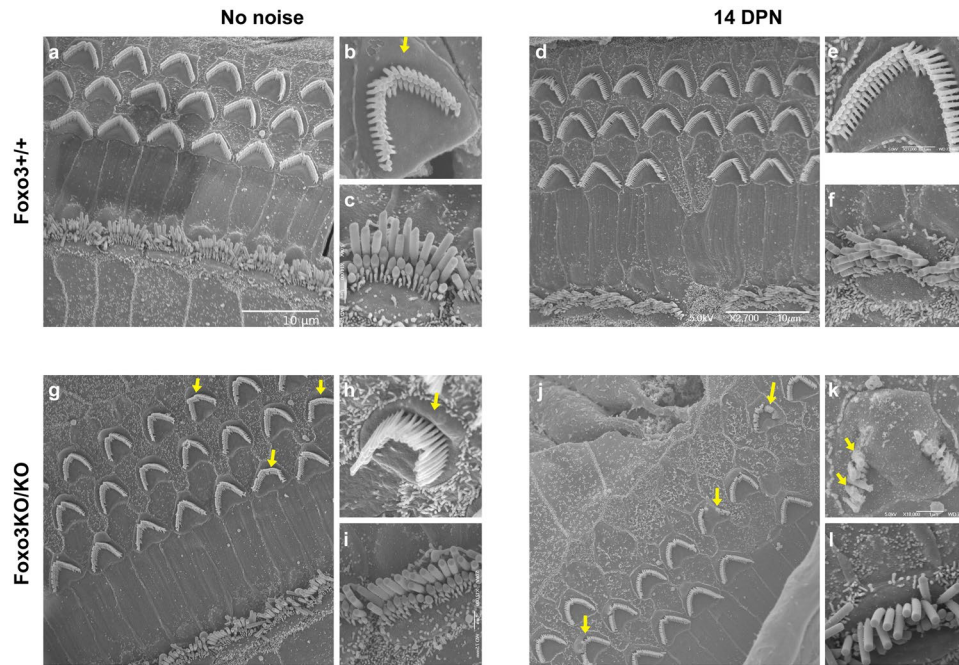 No noise
14 DPN
Foxo3+/+
a
b
c
10 µm
d
5.0kV X2,700 10µm
e
f
Foxo3KO/KO
g
h
i
j
k
l